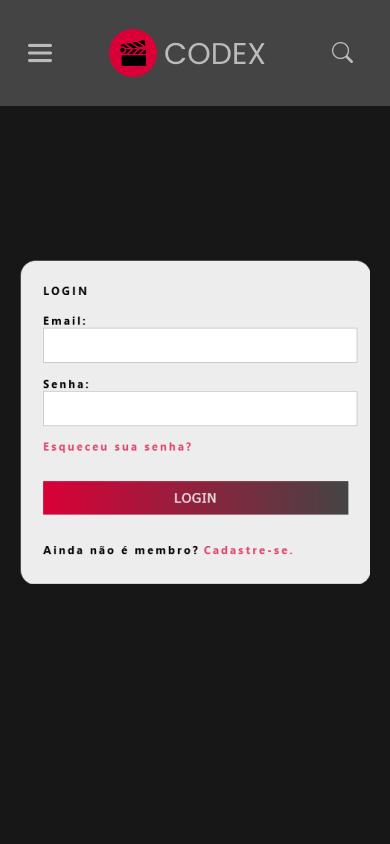 CODEX
LOGIN
Email:
Senha:
Esqueceu sua senha?
LOGIN
Ainda não é membro? Cadastre-se.